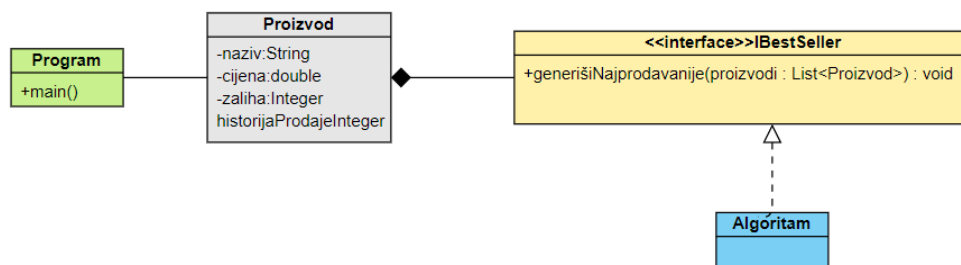 Program
+main()
Proizvod
-naziv:String
-cijena:double
-zaliha:Integer
historijaProdajeInteger
<<interface>>IBestSeller
+generišiNajprodavanije(proizvodi : List<Proizvod>) : void
Algoritam